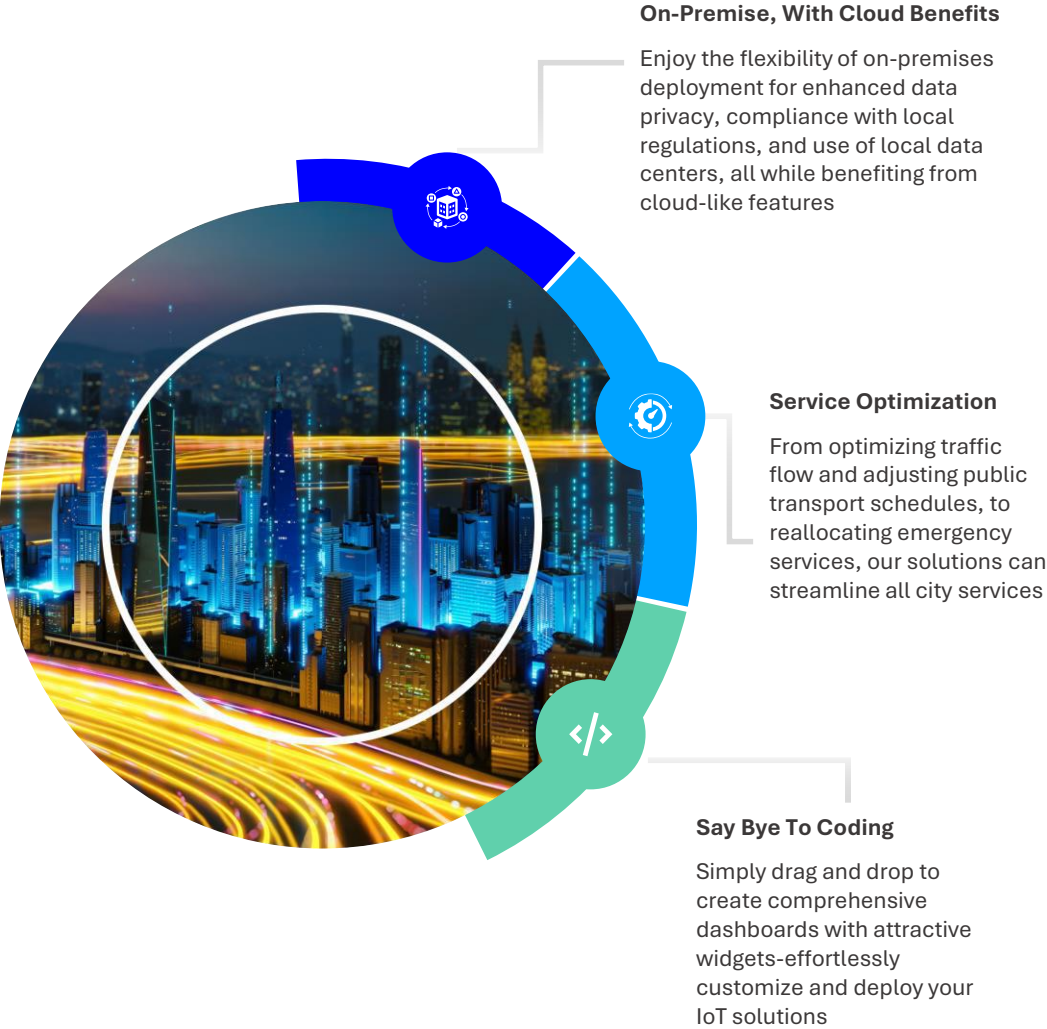 On-Premise, With Cloud Benefits
Enjoy the flexibility of on-premises
deployment for enhanced data
privacy, compliance with local
regulations, and use of local data
centers, all while benefiting from
cloud-like features
Service Optimization
From optimizing traffic
flow and adjusting public
transport schedules, to
reallocating emergency
services, our solutions can
streamline all city services
Say Bye To Coding
Simply drag and drop to
create comprehensive
dashboards with attractive
widgets-effortlessly
customize and deploy your
IoT solutions